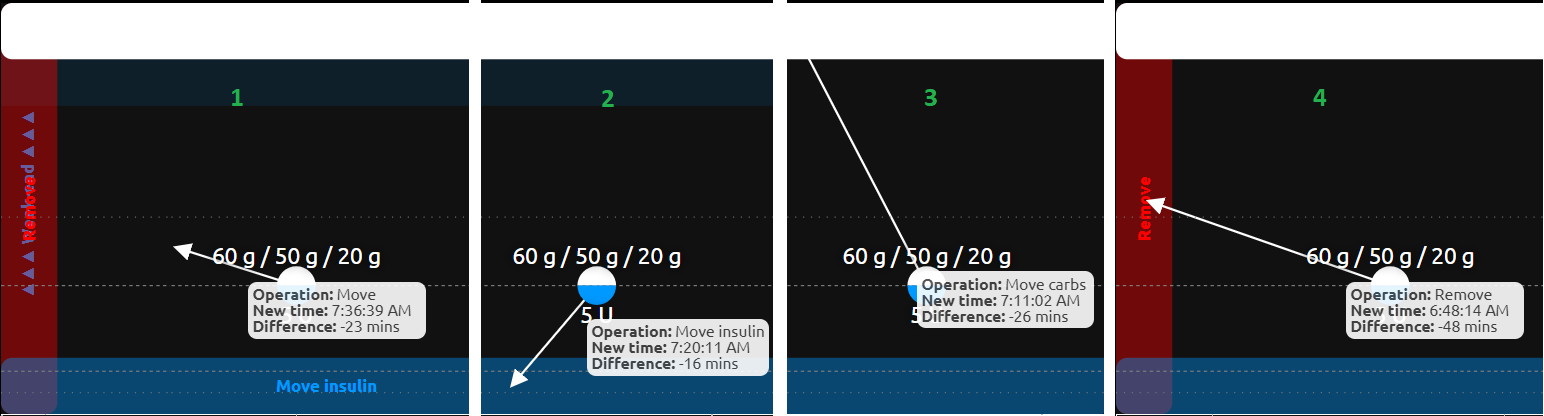 1
Remove
60 g / 50 g / 20 g
Operation: Move
New time: 7:36:39 AM
Difference: -23 mins
Move insulin
2
60 g / 50 g / 20 g
5 U
Operation: Move insulin
New time: 7:20:11 AM
Difference: -16 mins
3
60 g / 50 g / 20 g
5
Operation: Move carbs
New time: 7:11:02 AM
Difference: -26 mins
4
Remove
60 g / 50 g / 20 g
Operation: Remove
New time: 6:48:14 AM
Difference: -48 mins